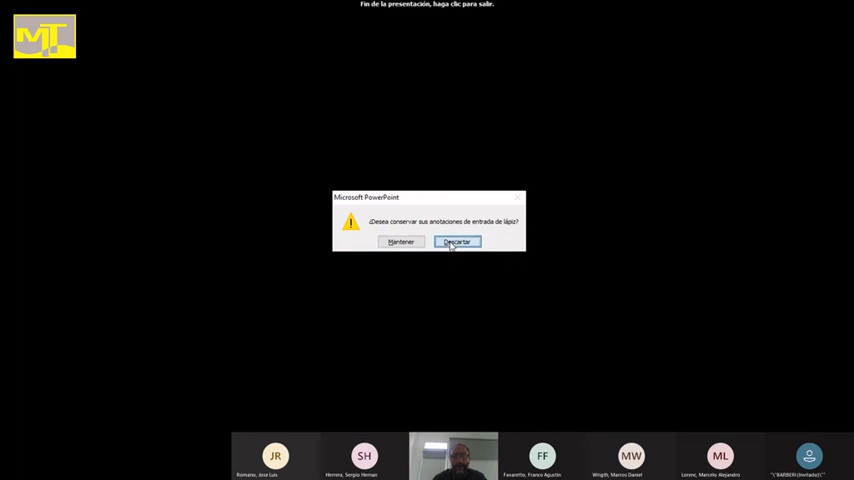 Fin de la presentación, haga clic para salir.
MT
Microsoft PowerPoint
¿Desea conservar sus anotaciones de entrada de lápiz?
Mantener
Descartar
JR
SH
FF
MW
ML
Romano, Jose Luis
Herrera, Sergio Hernan
Favaretto, Franco Agustin
Wrigth, Marcos Daniel
Lorenc, Marcelo Alejandro
"\"BARBERI (Invitado)\""